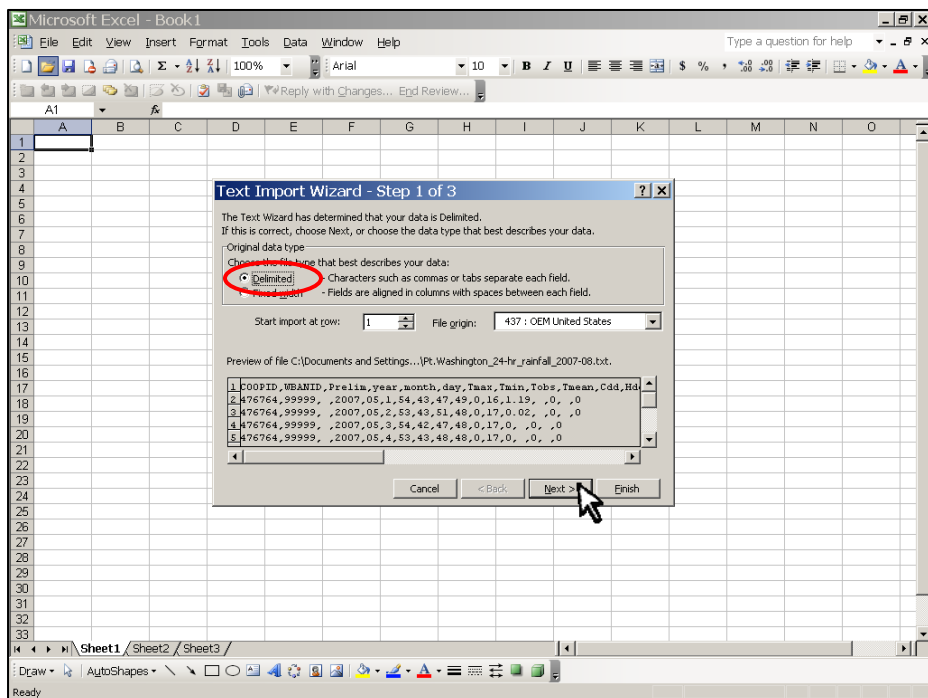 Microsoft Excel - Book1
File Edit View Insert Format Tools Data Window Help Type a question for help
Σ 100% Arial 10 B I U $ % ,
Reply with Changes... End Review...
A1 fx
A B C D E F G H I J K L M N O
1
2
3
4
5
6
7
8
9
10
11
12
13
14
15
16
17
18
19
20
21
22
23
24
25
26
27
28
29
30
31
32
33
Text Import Wizard - Step 1 of 3
The Text Wizard has determined that your data is Delimited.
If this is correct, choose Next, or choose the data type that best describes your data.
Original data type
Choose the file type that best describes your data:
Delimited - Characters such as commas or tabs separate each field.
Fixed width - Fields are aligned in columns with spaces between each field.
Start import at row: 1 File origin: 437 : OEM United States
Preview of file C:\Documents and Settings...\Pt.Washington_24-hr_rainfall_2007-08.txt.
1 COOPID,WBANID,Prelim,year,month,day,Tmax,Tmin,Tobs,Tmean,Cdd,Hd
2 476764,99999, ,2007,05,1,54,43,47,49,0,16,1.19, ,0, ,0
3 476764,99999, ,2007,05,2,53,43,51,48,0,17,0.02, ,0, ,0
4 476764,99999, ,2007,05,3,54,42,47,48,0,17,0, ,0, ,0
5 476764,99999, ,2007,05,4,53,43,48,48,0,17,0, ,0, ,0
Cancel < Back Next > Finish
Sheet1 / Sheet2 / Sheet3 /
Draw AutoShapes
Ready